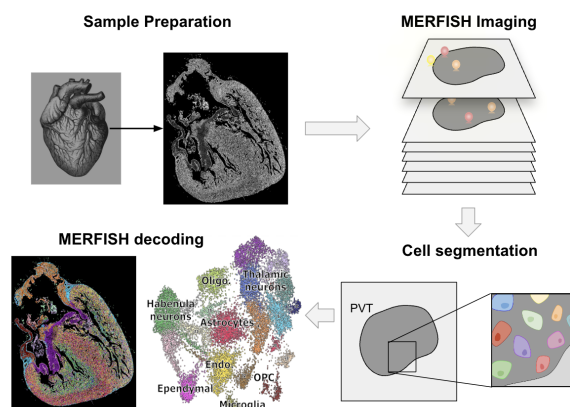 Sample Preparation
MERFISH Imaging
MERFISH decoding
Oligo.
Thalamic
neurons
Habenula
neurons
Astrocytes
Endo.
OPC
Ependymal
Microglia
Cell segmentation
PVT